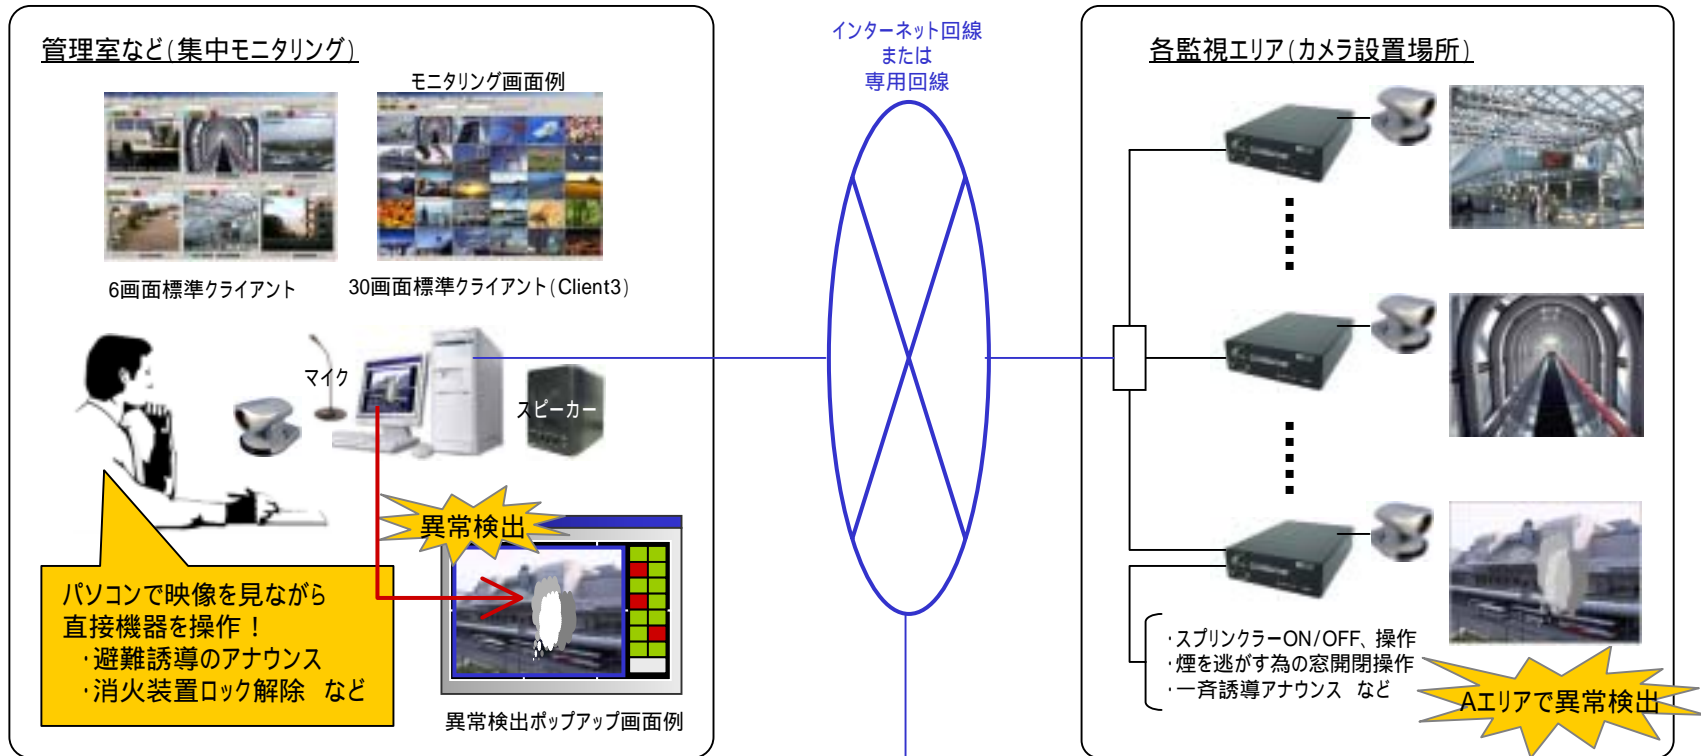 管理室など(集中モニタリング)
モニタリング画面例
6画面標準クライアント
30画面標準クライアント(Client3)
マイク
スピーカー
異常検出
パソコンで映像を見ながら
直接機器を操作！
・避難誘導のアナウンス
・消火装置ロック解除　など
異常検出ポップアップ画面例
インターネット回線
または
専用回線
各監視エリア(カメラ設置場所)
・スプリンクラーON/OFF、操作
・煙を逃がす為の窓開閉操作
・一斉誘導アナウンス　など
Aエリアで異常検出